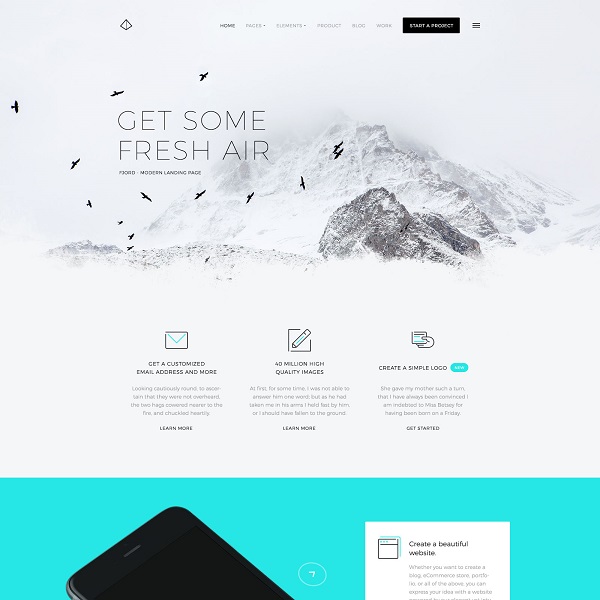 HOME PAGES ELEMENTS PRODUCT BLOG WORK START A PROJECT
GET SOME
FRESH AIR
FJORD - MODERN LANDING PAGE
GET A CUSTOMIZED
EMAIL ADDRESS AND MORE
Looking cautiously round, to ascer-
tain that they were not overheard,
the two hags cowered nearer to the
fire, and chuckled heartily.
LEARN MORE
40 MILLION HIGH
QUALITY IMAGES
At first, for some time, I was not able to
answer him one word; but as he had
taken me in his arms I held fast by him,
or I should have fallen to the ground.
LEARN MORE
CREATE A SIMPLE LOGO NEW
She gave my mother such a turn,
that I have always been convinced I
am indebted to Miss Betsey for
having been born on a Friday.
GET STARTED
Create a beautiful
website.
Whether you want to create a
blog, eCommerce store, portfo-
lio, or all of the above, you can
express your idea with a website